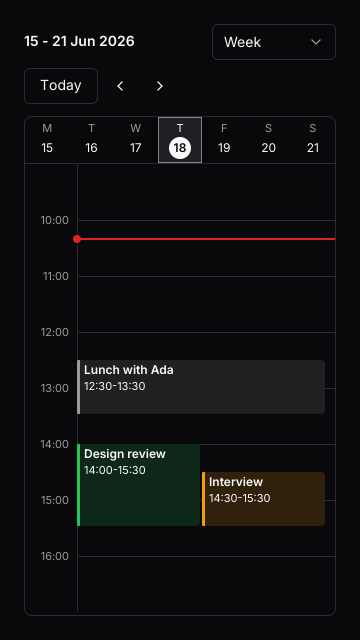 15 - 21 Jun 2026
Week
Today
M T W T F S S
15 16 17 18 19 20 21
10:00
11:00
12:00
Lunch with Ada
12:30-13:30
13:00
14:00
Design review
14:00-15:30
Interview
14:30-15:30
15:00
16:00